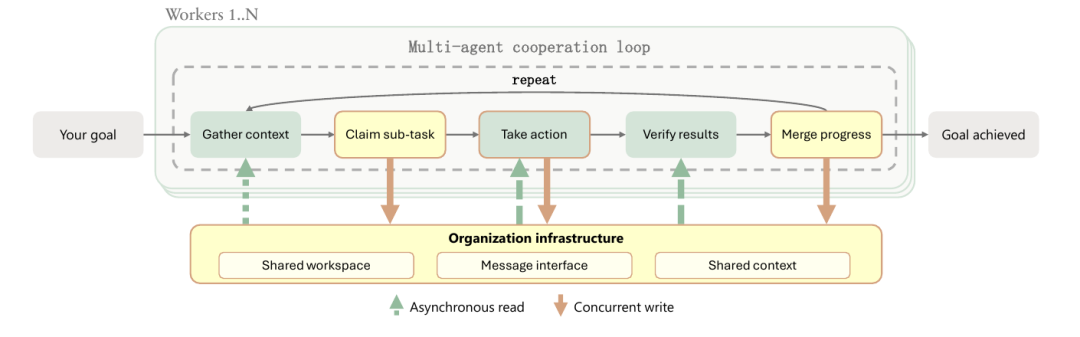 Workers 1..N
Multi-agent cooperation loop
repeat
Your goal
Gather context
Claim sub-task
Take action
Verify results
Merge progress
Goal achieved
Organization infrastructure
Shared workspace
Message interface
Shared context
Asynchronous read
Concurrent write